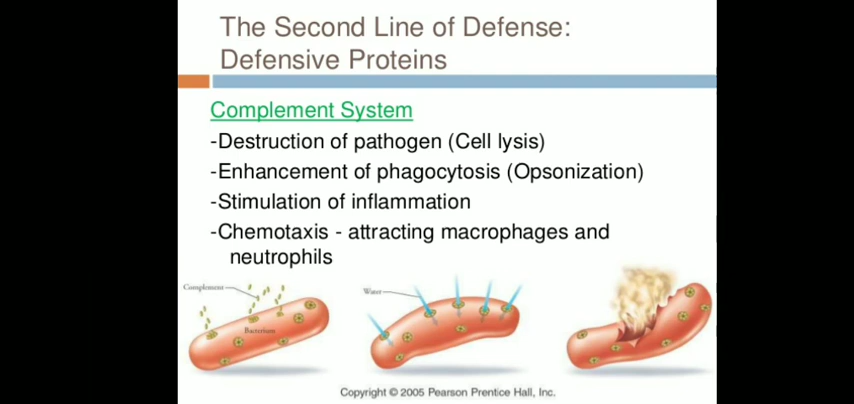 The Second Line of Defense:
Defensive Proteins
Complement System
-Destruction of pathogen (Cell lysis)
-Enhancement of phagocytosis (Opsonization)
-Stimulation of inflammation
-Chemotaxis - attracting macrophages and
neutrophils
Complement
Water
Bacterium
Copyright © 2005 Pearson Prentice Hall, Inc.